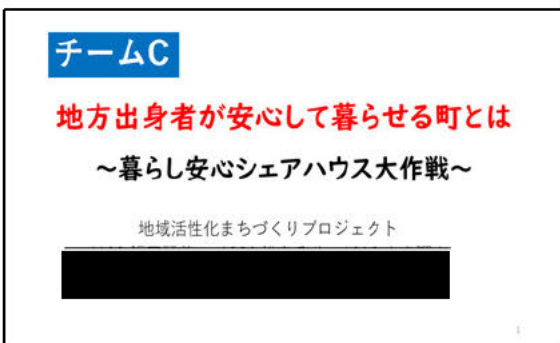 チームC
地方出身者が安心して暮らせる町とは
～暮らし安心シェアハウス大作戦～
地域活性化まちづくりプロジェクト
1